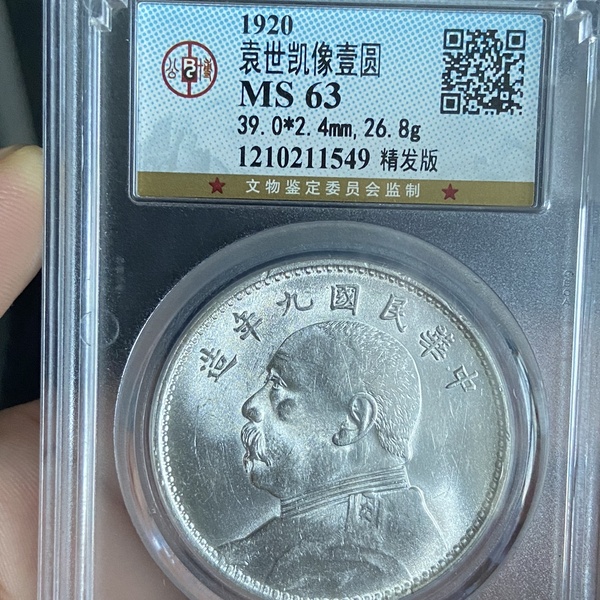 1920
袁世凯像壹圆
MS 63
39.0*2.4mm, 26.8g
1210211549 精发版
文物鉴定委员会监制
造年九國民華中